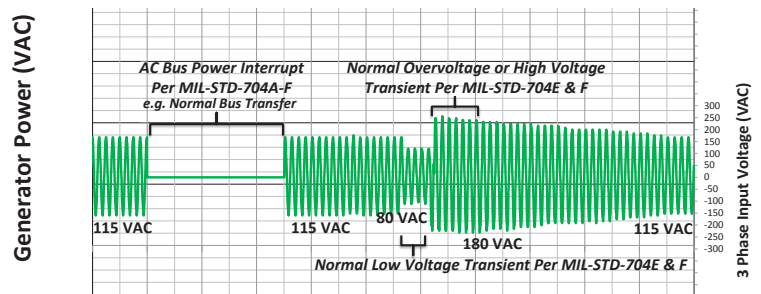 Generator Power (VAC)
AC Bus Power Interrupt
Per MIL-STD-704A-F
e.g. Normal Bus Transfer
Normal Overvoltage or High Voltage
Transient Per MIL-STD-704E & F
115 VAC
115 VAC
80 VAC
180 VAC
115 VAC
Normal Low Voltage Transient Per MIL-STD-704E & F
300
250
200
150
100
50
0
-50
-100
-150
-200
-250
-300
3 Phase Input Voltage (VAC)